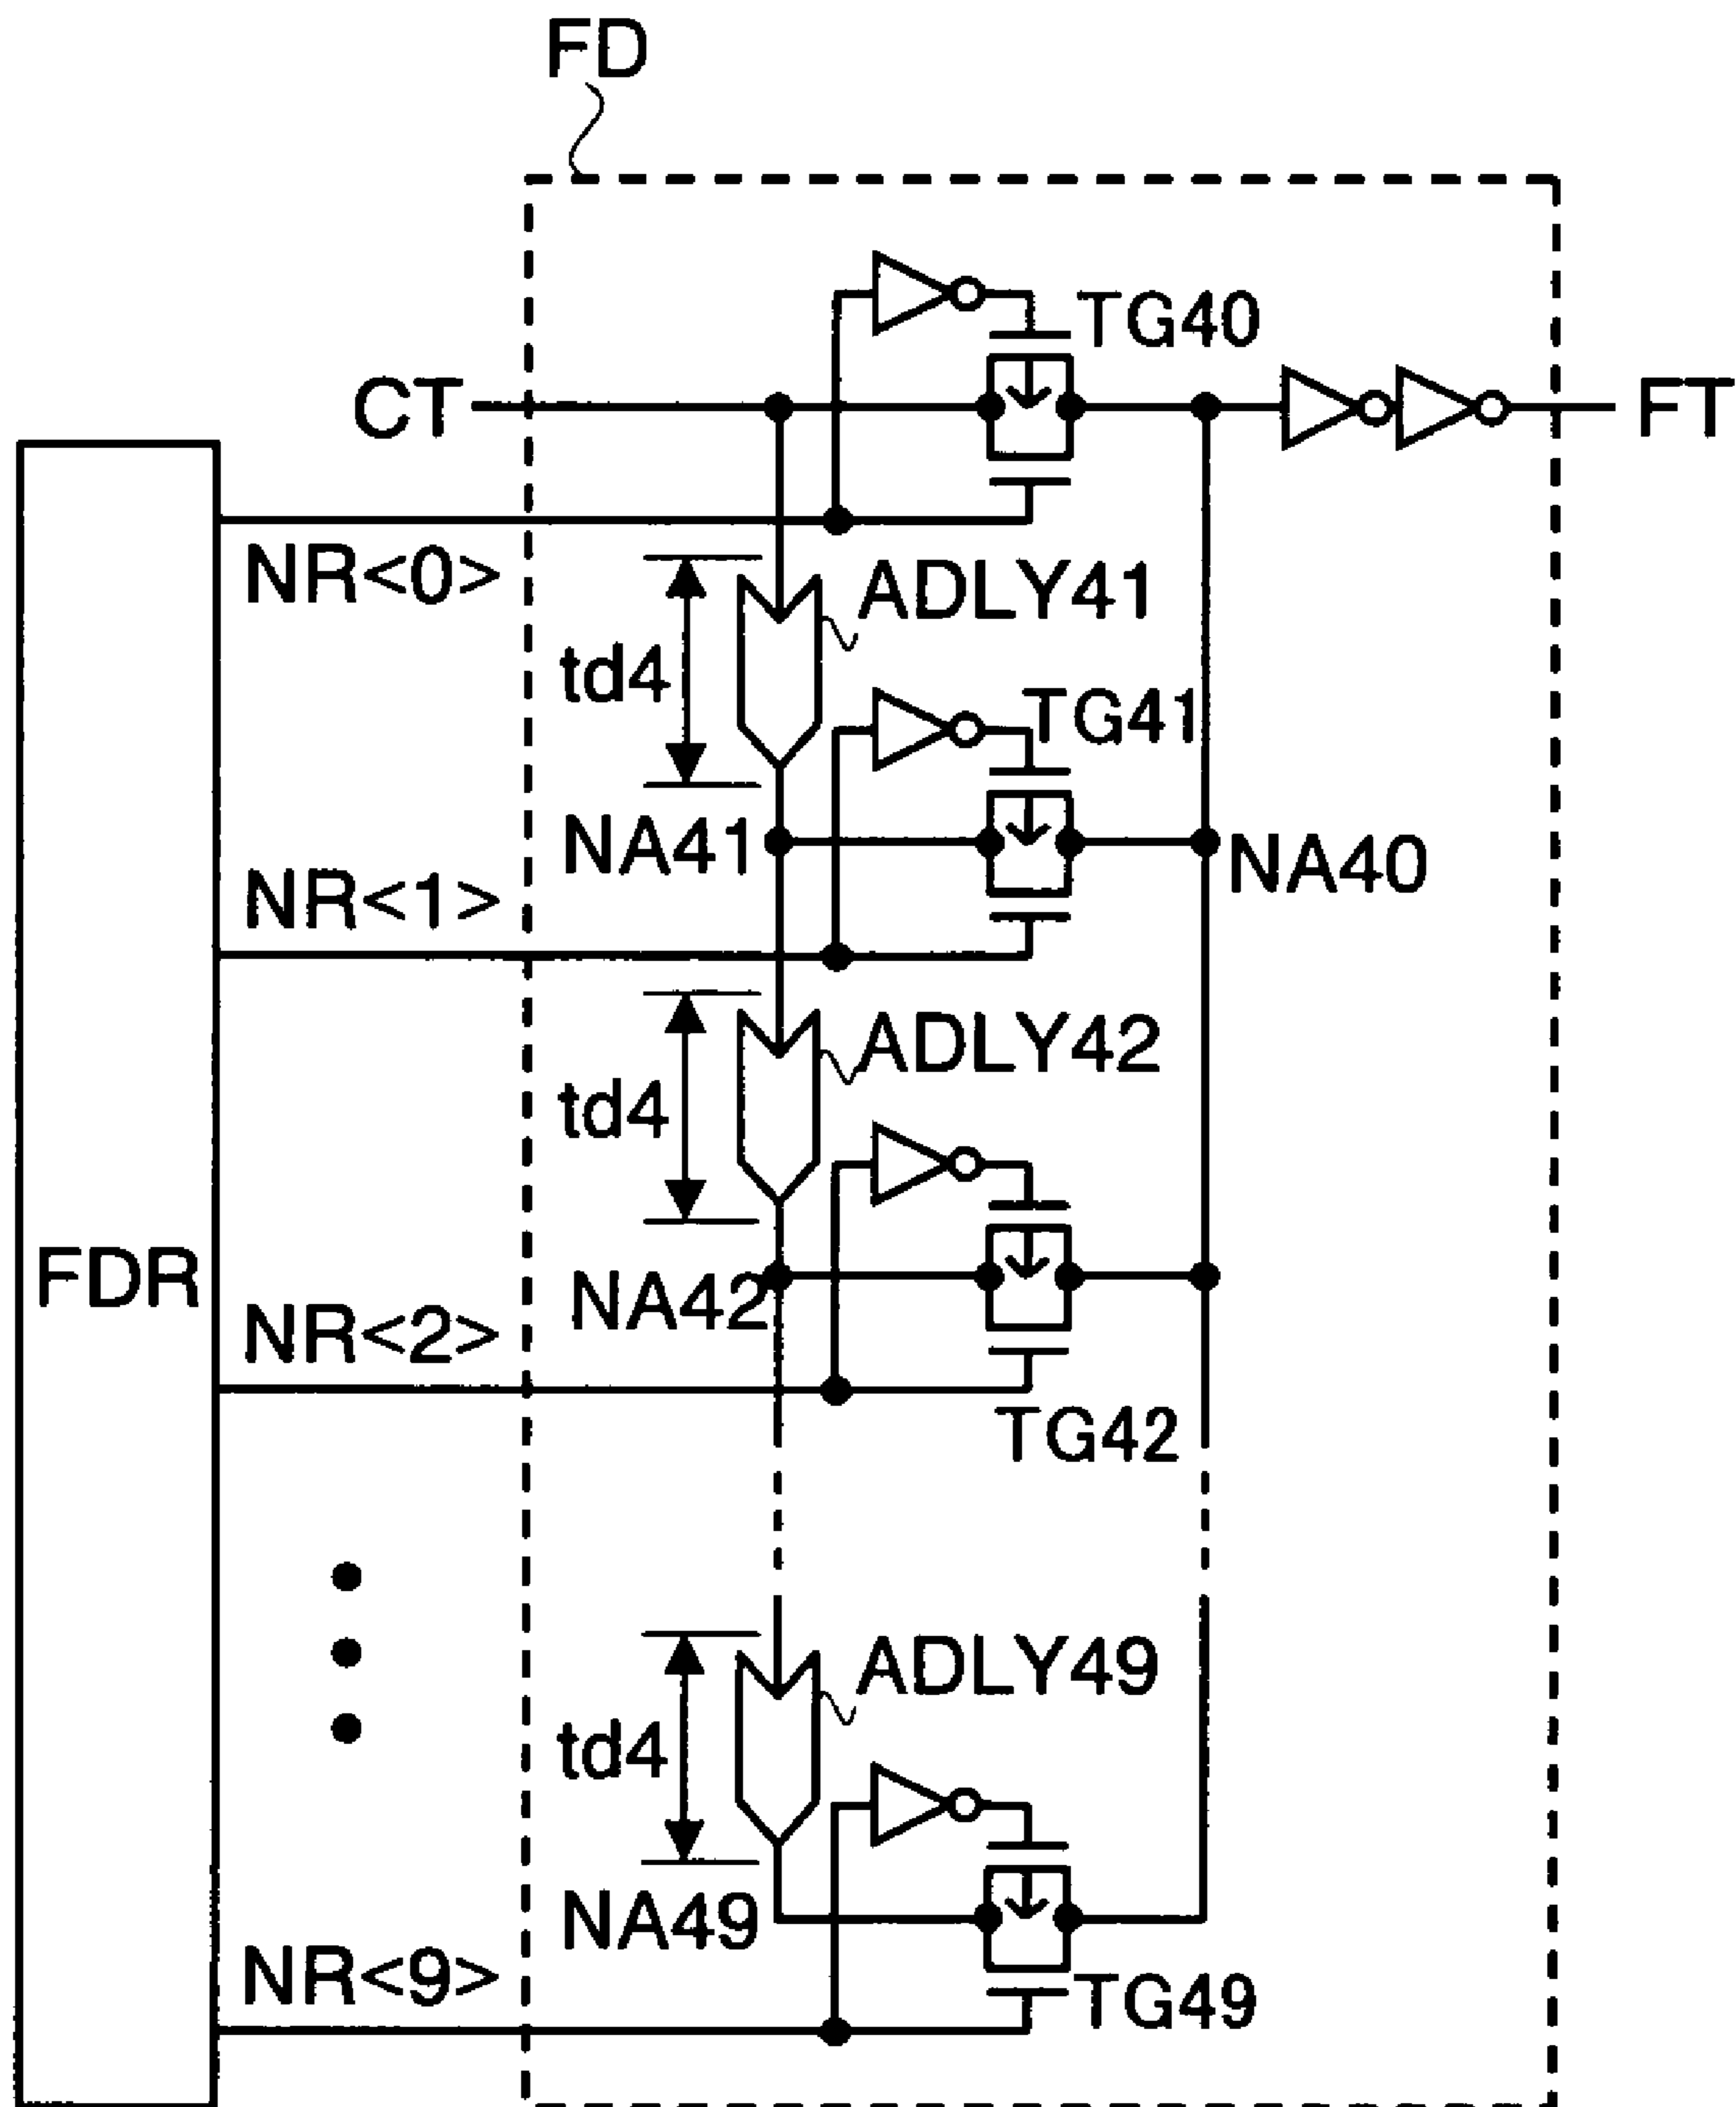 FD
TG40
CT
FT
NR<0>
ADLY41
td4
TG41
NA41
NA40
NR<1>
ADLY42
td4
FDR
NA42
NR<2>
TG42
ADLY49
td4
NA49
NR<9>
TG49